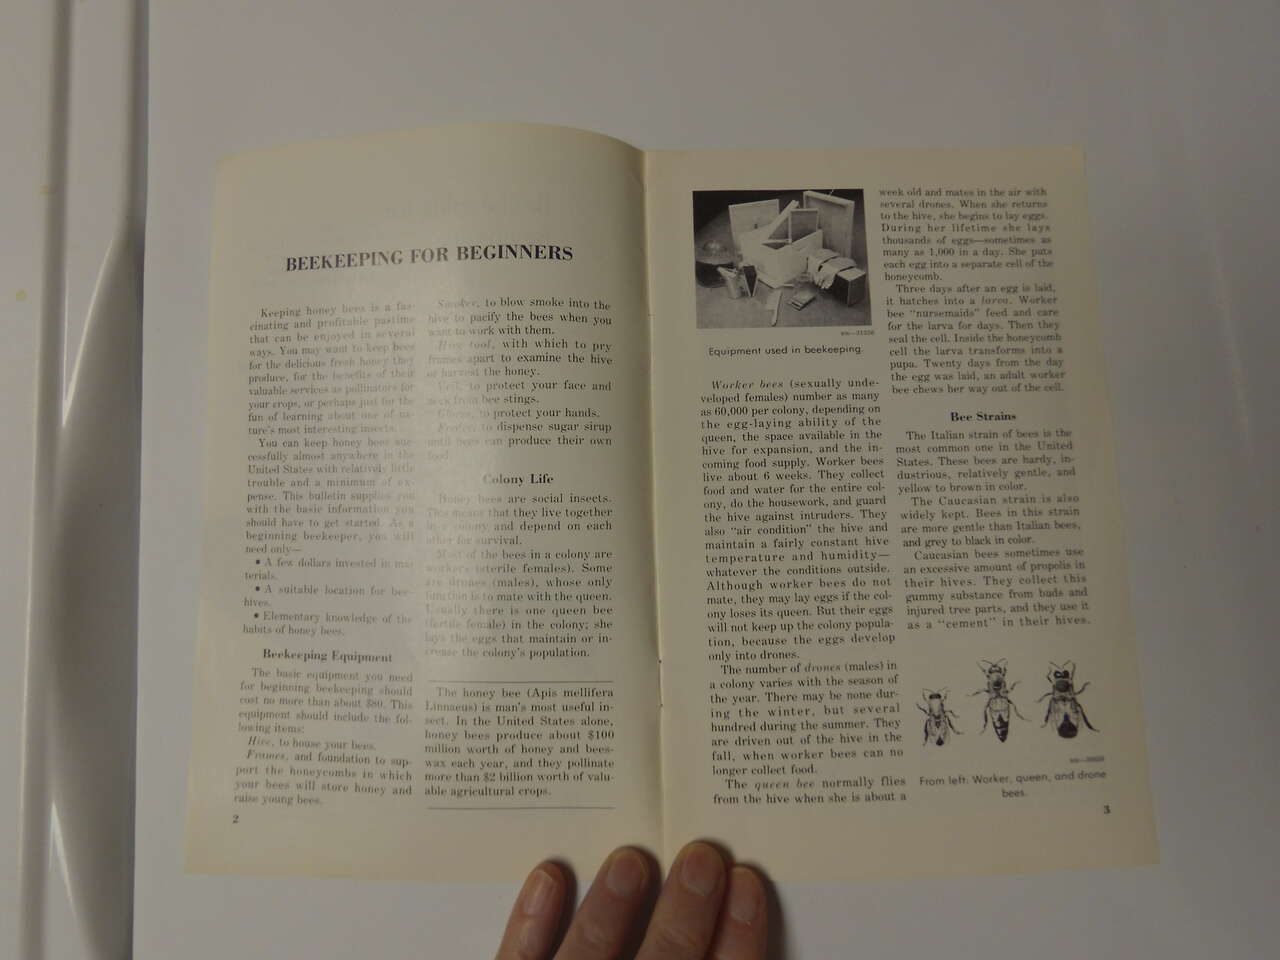 BEEKEEPING FOR BEGINNERS
Keeping honey bees is a fas-
cinating and profitable pastime
that can be enjoyed in several
ways. You may want to keep bees
for the delicious fresh honey they
produce, for the benefits of their
valuable services as pollinators for
your crops, or perhaps just for the
fun of learning about one of na-
ture's most interesting insects.
You can keep honey bees suc-
cessfully almost anywhere in the
United States with relatively little
trouble and a minimum of ex-
pense. This bulletin supplies you
with the basic information you
should have to get started. As a
beginning beekeeper, you will
need only—
• A few dollars invested in ma-
terials.
• A suitable location for bee-
hives.
• Elementary knowledge of the
habits of honey bees.
Beekeeping Equipment
The basic equipment you need
for beginning beekeeping should
cost no more than about $80. This
equipment should include the fol-
lowing items:
Hive, to house your bees.
Frames, and foundation to sup-
port the honeycombs in which
your bees will store honey and
raise young bees.
2
Smoker, to blow smoke into the
hive to pacify the bees when you
want to work with them.
Hive tool, with which to pry
frames apart to examine the hive
or harvest the honey.
Veil, to protect your face and
neck from bee stings.
Gloves, to protect your hands.
Feeder, to dispense sugar sirup
until bees can produce their own
food.
Colony Life
Honey bees are social insects.
This means that they live together
in a colony and depend on each
other for survival.
Most of the bees in a colony are
workers (sterile females). Some
are drones (males), whose only
function is to mate with the queen.
Usually there is one queen bee
(fertile female) in the colony; she
lays the eggs that maintain or in-
crease the colony's population.
The honey bee (Apis mellifera
Linnaeus) is man's most useful in-
sect. In the United States alone,
honey bees produce about $100
million worth of honey and bees-
wax each year, and they pollinate
more than $2 billion worth of valu-
able agricultural crops.
Equipment used in beekeeping.
Worker bees (sexually unde-
veloped females) number as many
as 60,000 per colony, depending on
the egg-laying ability of the
queen, the space available in the
hive for expansion, and the in-
coming food supply. Worker bees
live about 6 weeks. They collect
food and water for the entire col-
ony, do the housework, and guard
the hive against intruders. They
also "air condition" the hive and
maintain a fairly constant hive
temperature and humidity—
whatever the conditions outside.
Although worker bees do not
mate, they may lay eggs if the col-
ony loses its queen. But their eggs
will not keep up the colony popula-
tion, because the eggs develop
only into drones.
The number of drones (males) in
a colony varies with the season of
the year. There may be none dur-
ing the winter, but several
hundred during the summer. They
are driven out of the hive in the
fall, when worker bees can no
longer collect food.
The queen bee normally flies
from the hive when she is about a
week old and mates in the air with
several drones. When she returns
to the hive, she begins to lay eggs.
During her lifetime she lays
thousands of eggs—sometimes as
many as 1,000 in a day. She puts
each egg into a separate cell of the
honeycomb.
Three days after an egg is laid,
it hatches into a larva. Worker
bee "nursemaids" feed and care
for the larva for days. Then they
seal the cell. Inside the honeycomb
cell the larva transforms into a
pupa. Twenty days from the day
the egg was laid, an adult worker
bee chews her way out of the cell.
Bee Strains
The Italian strain of bees is the
most common one in the United
States. These bees are hardy, in-
dustrious, relatively gentle, and
yellow to brown in color.
The Caucasian strain is also
widely kept. Bees in this strain
are more gentle than Italian bees,
and grey to black in color.
Caucasian bees sometimes use
an excessive amount of propolis in
their hives. They collect this
gummy substance from buds and
injured tree parts, and they use it
as a "cement" in their hives.
From left: Worker, queen, and drone
bees.
3